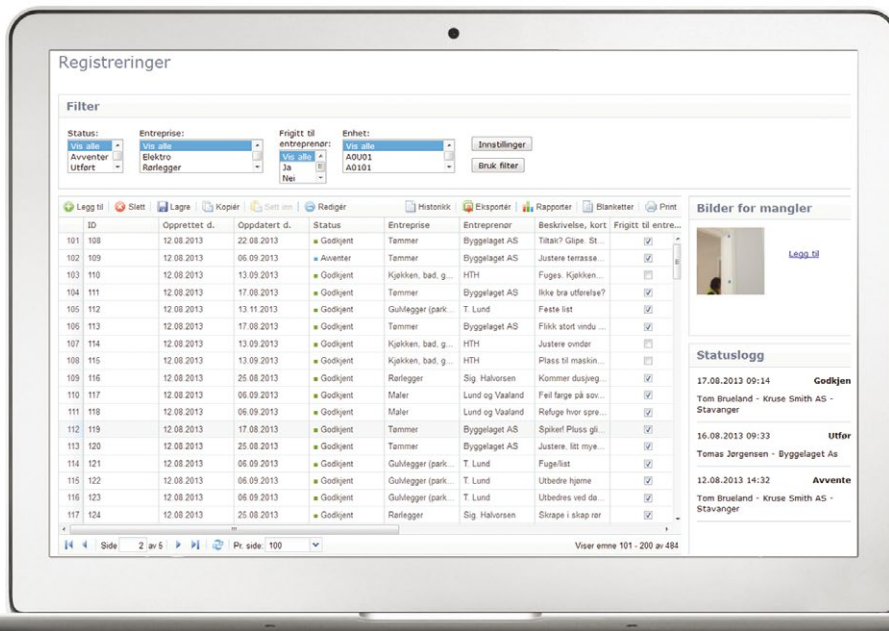 Registreringer
Filter
Status: Entreprise: Frigitt til entreprenør: Enhet:
Vis alle Vis alle Vis alle Vis alle Innstillinger
Avventer Elektro Ja A0U01
Utført Rørlegger Nei A0101 Bruk filter
Legg til Slett Lagre Kopiér Sett inn Redigér Historikk Eksportér Rapporter Blanketter Print
ID Opprettet d. Oppdatert d. Status Entreprise Entreprenør Beskrivelse, kort Frigitt til entre...
101 108 12.08.2013 22.08.2013 Godkjent Tømmer Byggelaget AS Tiltak? Glipe. St...
102 109 12.08.2013 06.09.2013 Avventer Tømmer Byggelaget AS Justere terrasse...
103 110 12.08.2013 13.09.2013 Godkjent Kjøkken, bad, g... HTH Fuges. Kjøkken...
104 111 12.08.2013 17.08.2013 Godkjent Tømmer Byggelaget AS Ikke bra utførelse?
105 112 12.08.2013 13.11.2013 Godkjent Gulvlegger (park... T. Lund Feste list
106 113 12.08.2013 17.08.2013 Godkjent Tømmer Byggelaget AS Flikk stort vindu ...
107 114 12.08.2013 13.09.2013 Godkjent Kjøkken, bad, g... HTH Justere ovndør
108 115 12.08.2013 13.09.2013 Godkjent Kjøkken, bad, g... HTH Plass til maskin...
109 116 12.08.2013 25.08.2013 Godkjent Rørlegger Sig. Halvorsen Kommer dusjveg...
110 117 12.08.2013 06.09.2013 Godkjent Maler Lund og Vaaland Feil farge på sov...
111 118 12.08.2013 06.09.2013 Godkjent Maler Lund og Vaaland Refuge hvor spre...
112 119 12.08.2013 17.08.2013 Godkjent Tømmer Byggelaget AS Spiker! Pluss gli...
113 120 12.08.2013 25.08.2013 Godkjent Tømmer Byggelaget AS Justere, litt mye...
114 121 12.08.2013 06.09.2013 Godkjent Gulvlegger (park... T. Lund Fuge/list
115 122 12.08.2013 06.09.2013 Godkjent Gulvlegger (park... T. Lund Utbedre hjørne
116 123 12.08.2013 06.09.2013 Godkjent Gulvlegger (park... T. Lund Utbedres ved dø...
117 124 12.08.2013 25.08.2013 Godkjent Rørlegger Sig. Halvorsen Skrape i skap rør
Side 2 av 5 Pr. side: 100 Viser emne 101 - 200 av 484
Bilder for mangler
Legg til
Statuslogg
17.08.2013 09:14 Godkjen
Tom Brueland - Kruse Smith AS -
Stavanger
16.08.2013 09:33 Utfør
Tomas Jørgensen - Byggelaget As
12.08.2013 14:32 Avvente
Tom Brueland - Kruse Smith AS -
Stavanger